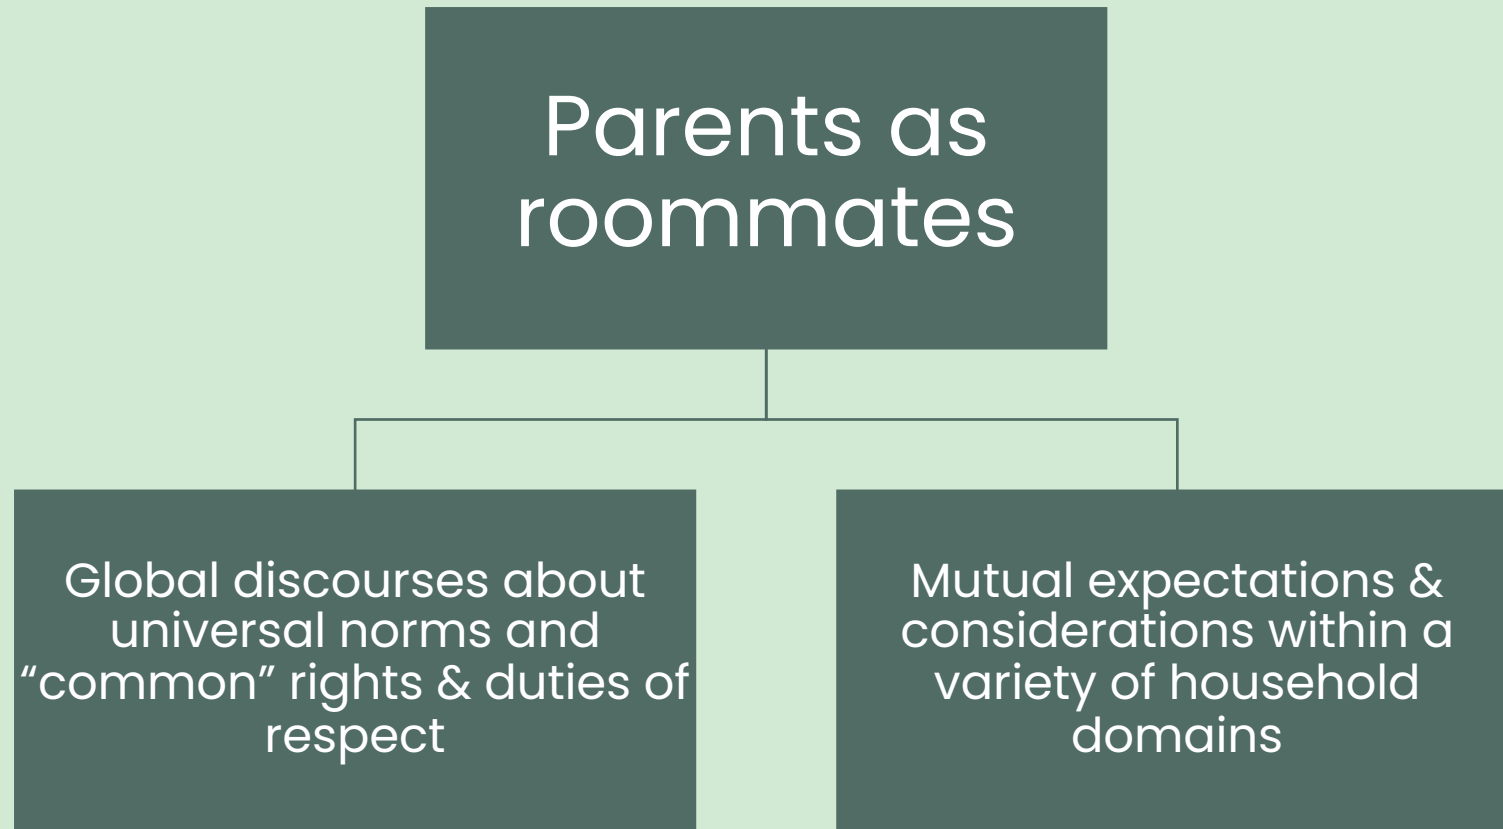 Parents as
roommates
Global discourses about
universal norms and
“common” rights & duties of
respect
Mutual expectations &
considerations within a
variety of household
domains